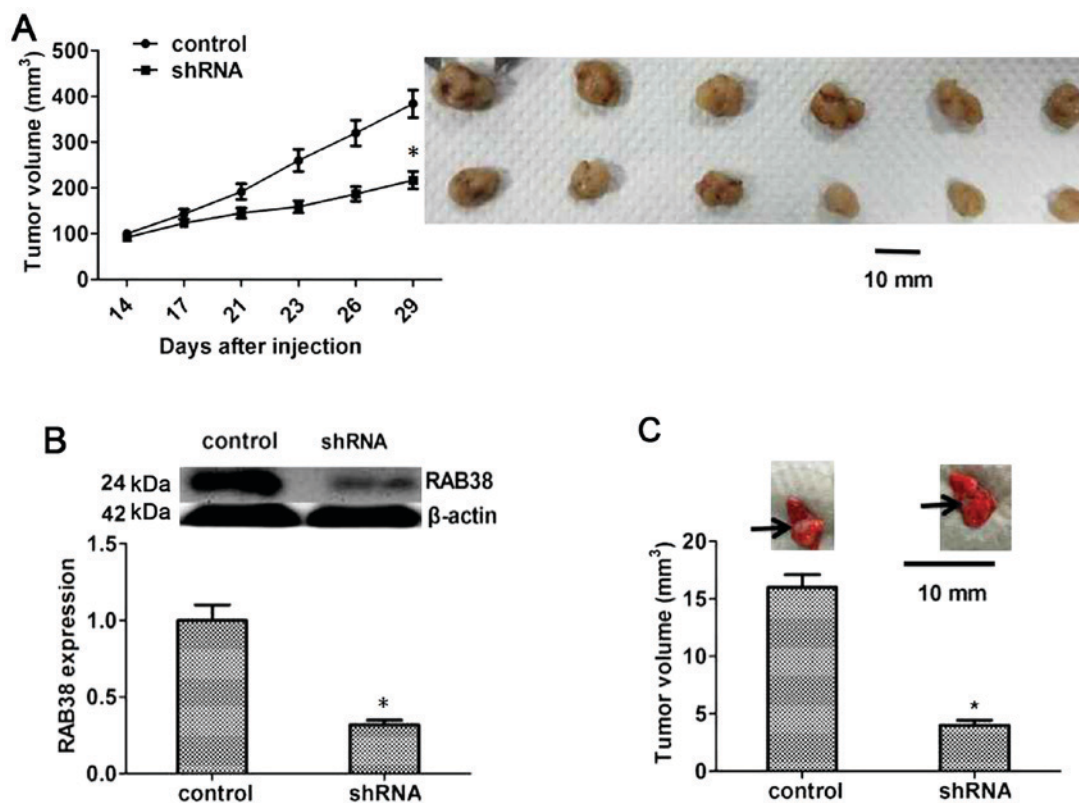 A
control
shRNA
Tumor volume (mm³)
500
400
300
200
100
0
*
14 17 21 23 26 29
Days after injection
10 mm
B
control shRNA
24 kDa RAB38
42 kDa β-actin
RAB38 expression
1.5
1.0
0.5
0.0
*
control shRNA
C
Tumor volume (mm³)
20
15
10
5
0
10 mm
*
control shRNA